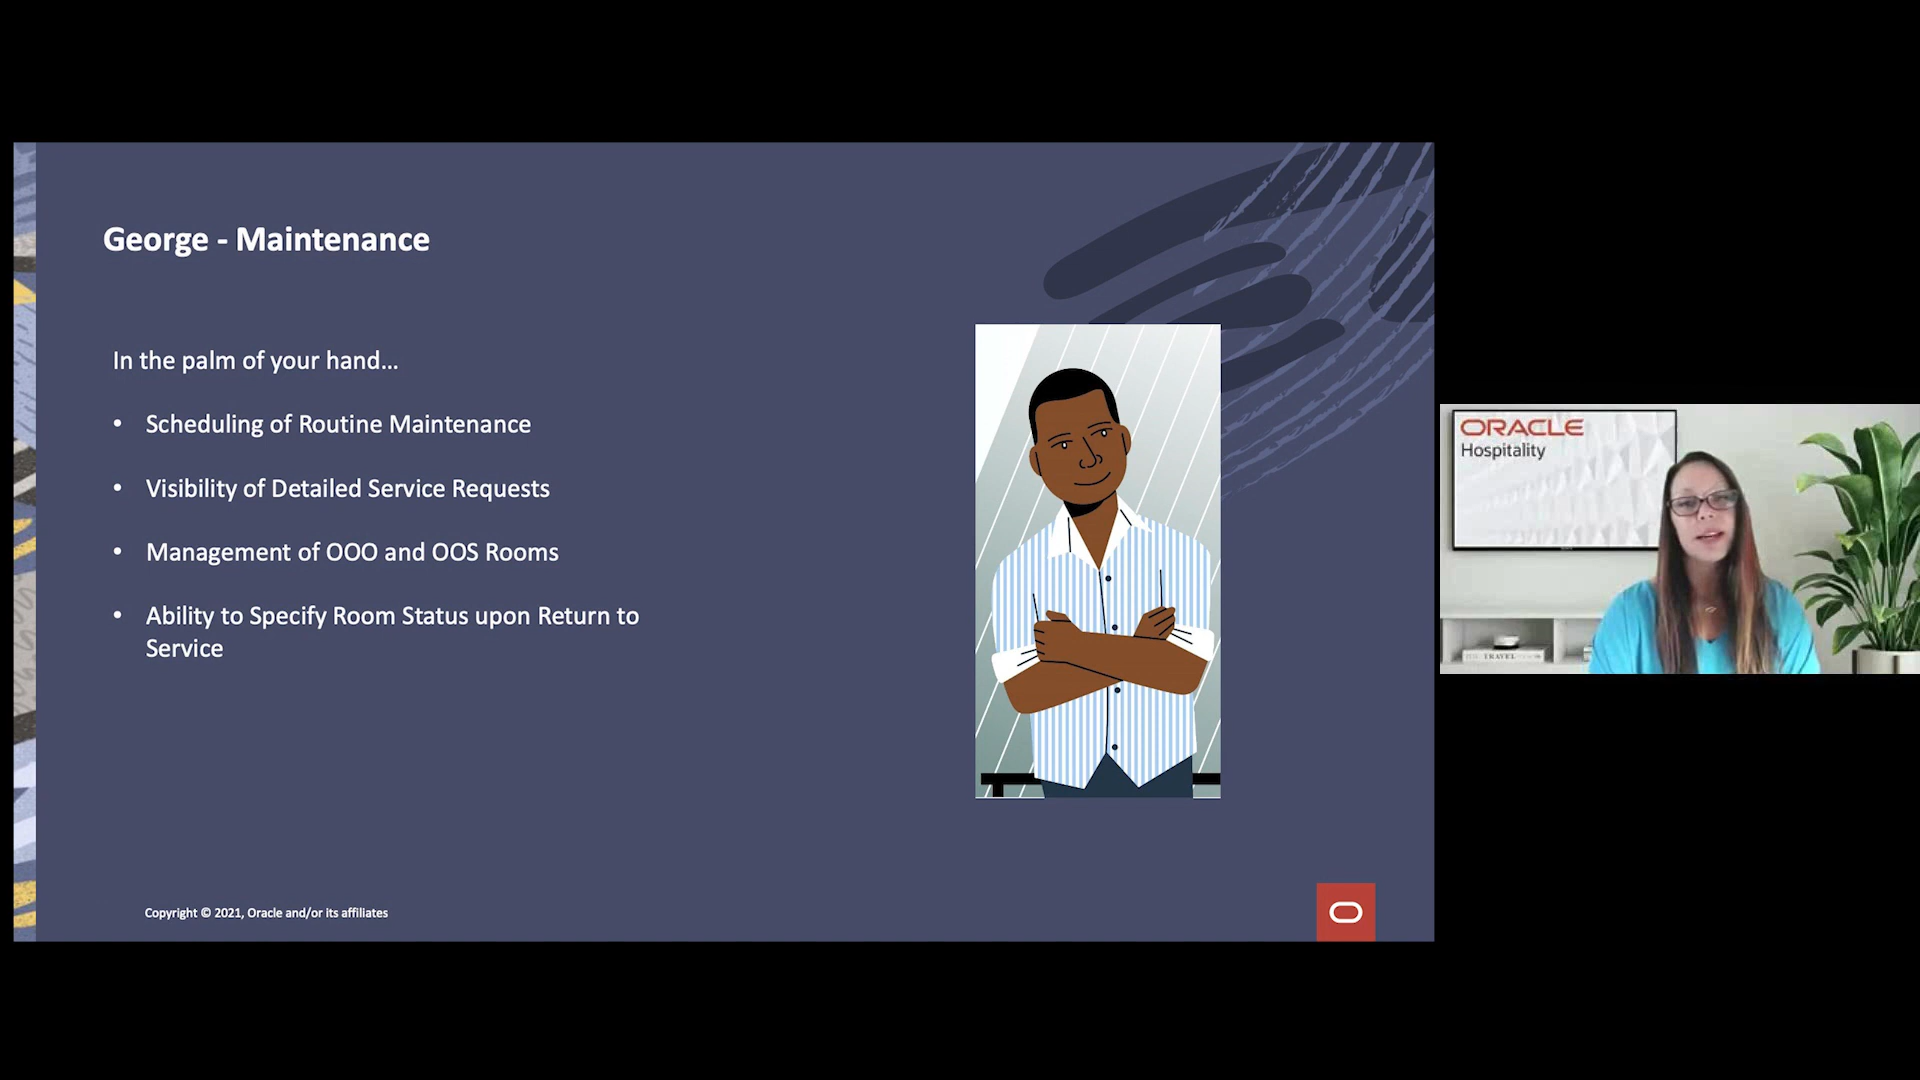 George - Maintenance
In the palm of your hand...
• Scheduling of Routine Maintenance
• Visibility of Detailed Service Requests
• Management of OOO and OOS Rooms
• Ability to Specify Room Status upon Return to
Service
Copyright © 2021, Oracle and/or its affiliates
ORACLE
Hospitality
TRAVEL